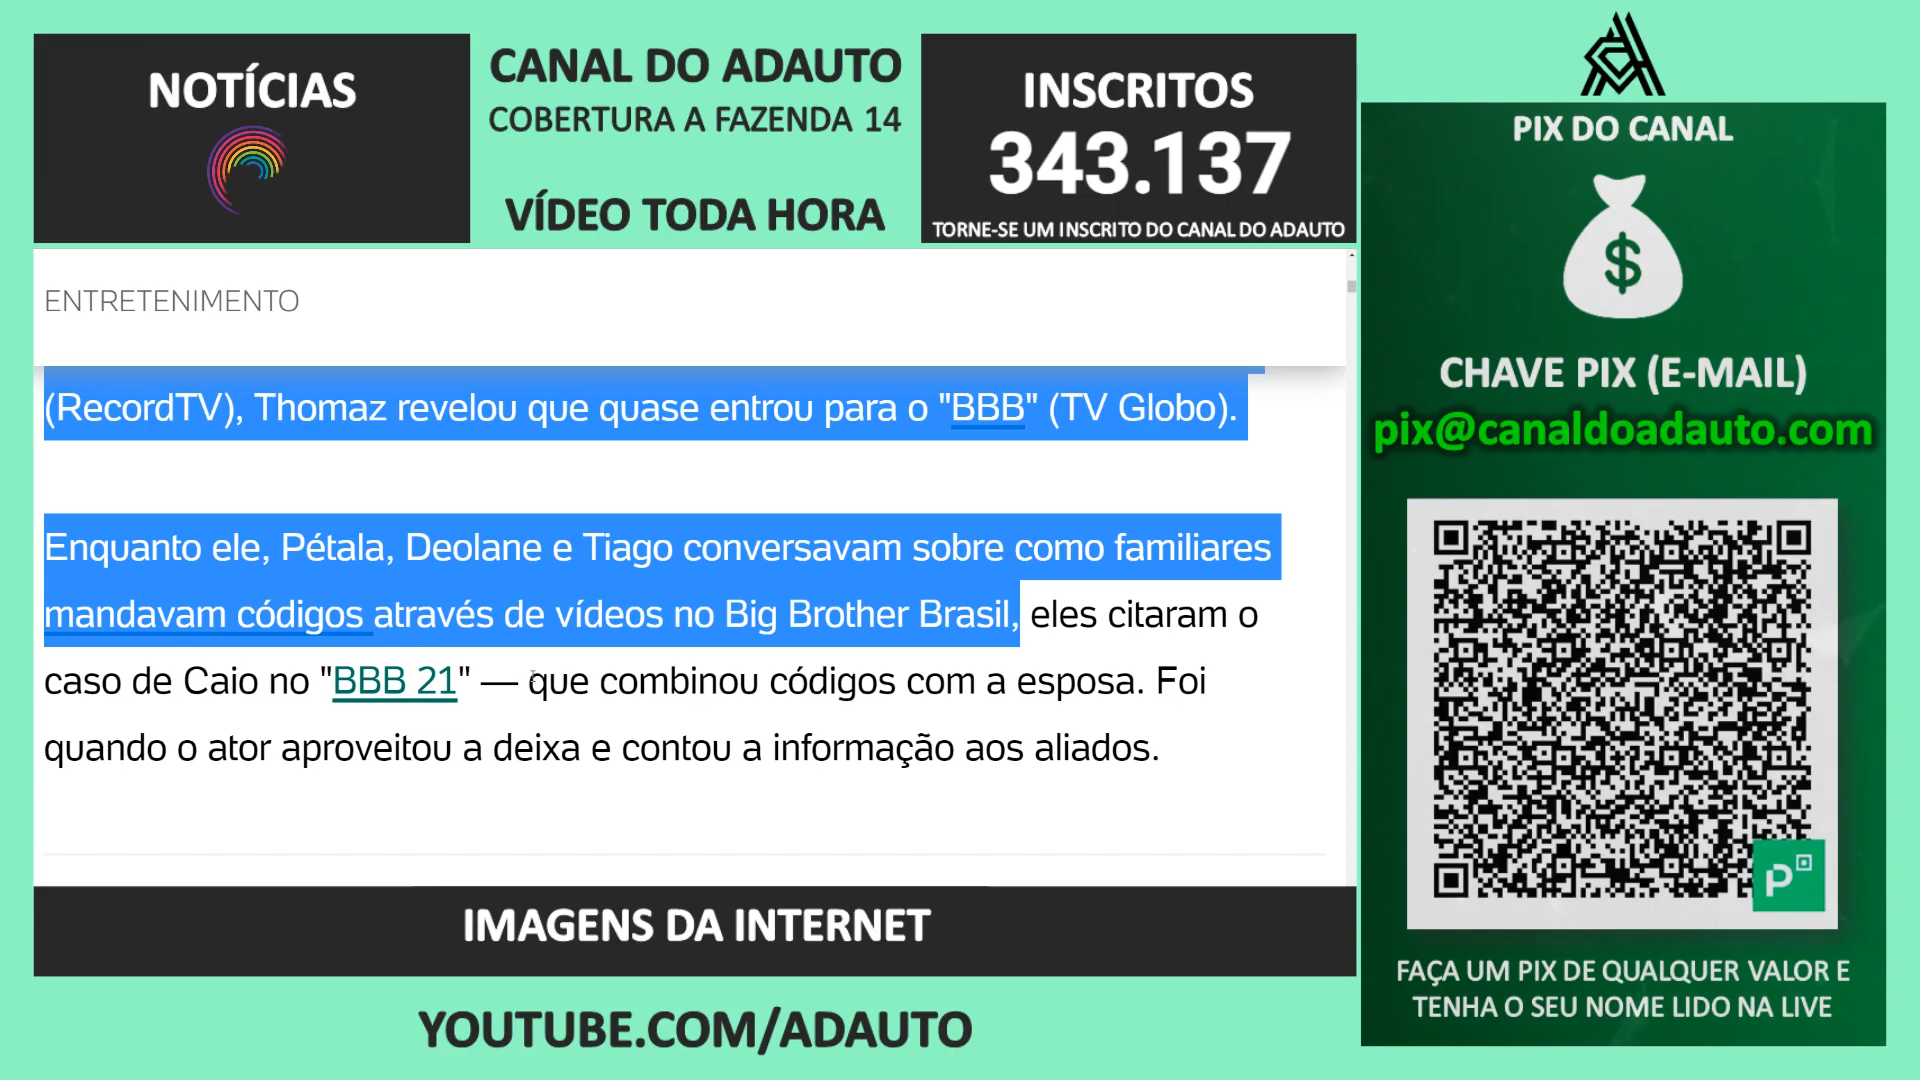 NOTÍCIAS
CANAL DO ADAUTO
COBERTURA A FAZENDA 14
VÍDEO TODA HORA
INSCRITOS
343.137
TORNE-SE UM INSCRITO DO CANAL DO ADAUTO
ENTRETENIMENTO
(RecordTV), Thomaz revelou que quase entrou para o "BBB" (TV Globo).
Enquanto ele, Pétala, Deolane e Tiago conversavam sobre como familiares
mandavam códigos através de vídeos no Big Brother Brasil, eles citaram o
caso de Caio no "BBB 21" — que combinou códigos com a esposa. Foi
quando o ator aproveitou a deixa e contou a informação aos aliados.
IMAGENS DA INTERNET
YOUTUBE.COM/ADAUTO
PIX DO CANAL
$
CHAVE PIX (E-MAIL)
pix@canaldoadauto.com
P
FAÇA UM PIX DE QUALQUER VALOR E
TENHA O SEU NOME LIDO NA LIVE